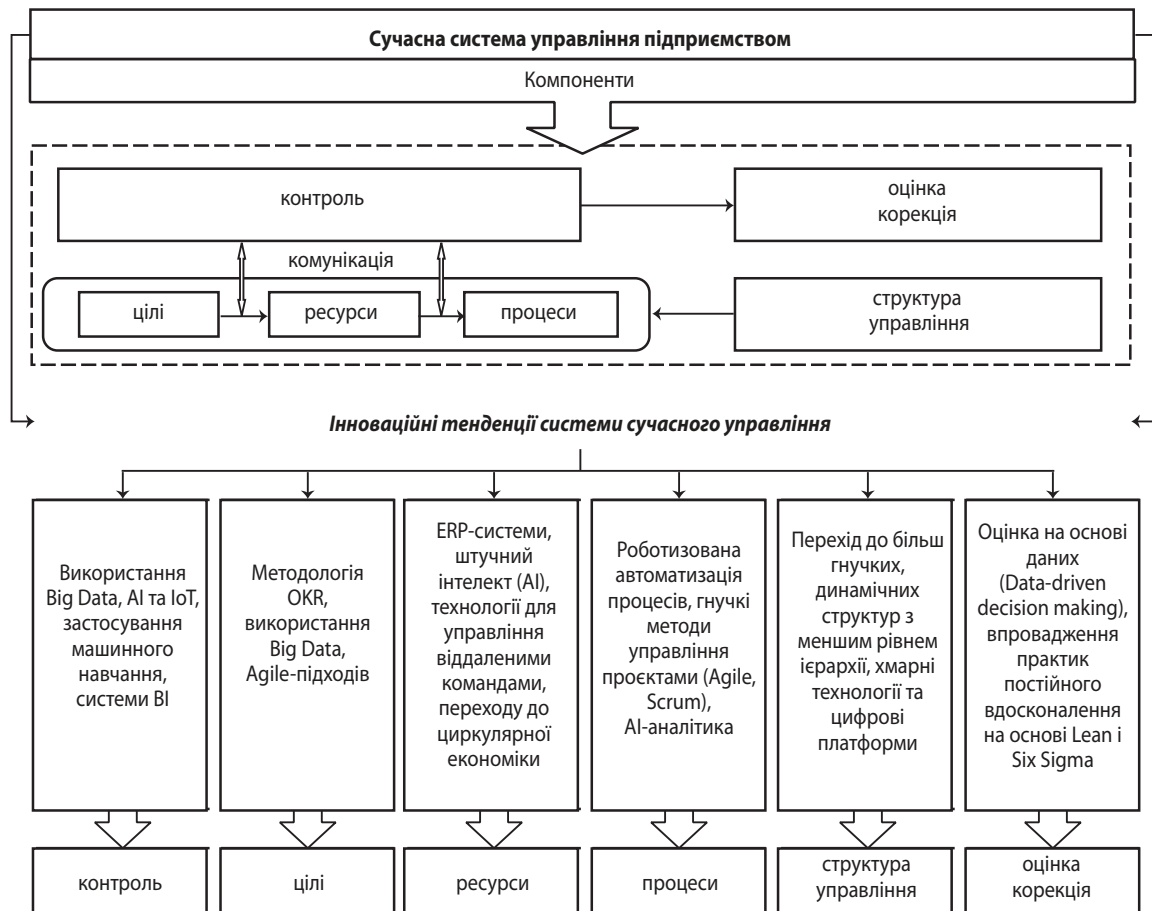 Сучасна система управління підприємством
Компоненти
контроль
оцінка
корекція
комунікація
цілі
ресурси
процеси
структура
управління
Інноваційні тенденції системи сучасного управління
Використання
Big Data, AI та IoT,
застосування
машинного
навчання,
системи BI
Методологія
OKR,
використання
Big Data,
Agile-підходів
ERP-системи,
штучний
інтелект (AI),
технології для
управління
віддаленими
командами,
переходу до
циркулярної
економіки
Роботизована
автоматизація
процесів, гнучкі
методи
управління
проєктами (Agile,
Scrum),
AI-аналітика
Перехід до більш
гнучких,
динамічних
структур з
меншим рівнем
ієрархії, хмарні
технології та
цифрові
платформи
Оцінка на основі
даних
(Data-driven
decision making),
впровадження
практик
постійного
вдосконалення
на основі Lean і
Six Sigma
контроль
цілі
ресурси
процеси
структура
управління
оцінка
корекція